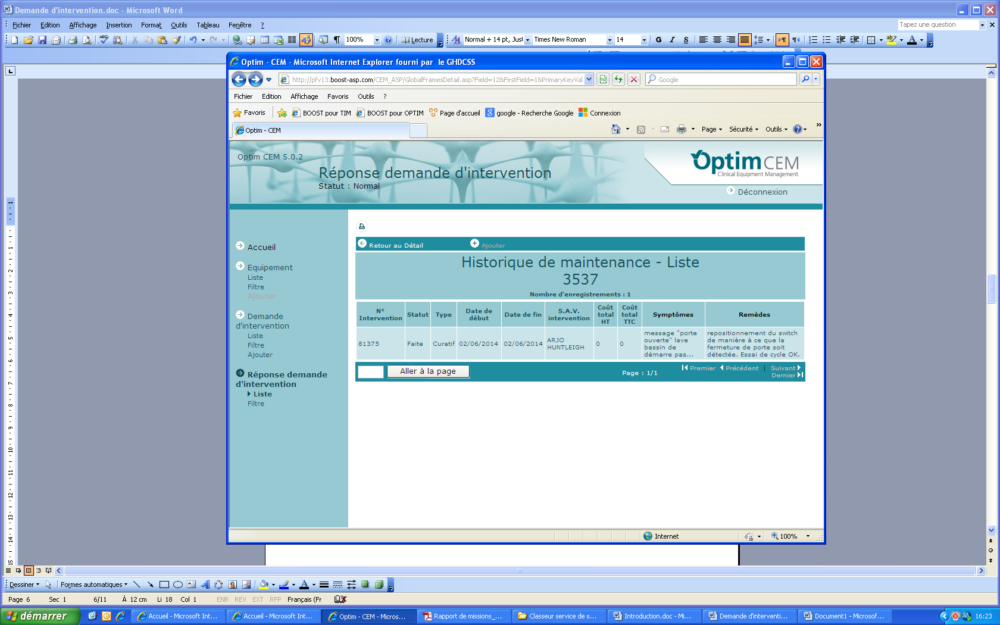 Demande d'intervention.doc - Microsoft Word
Fichier Edition Affichage Insertion Format Outils Tableau Fenêtre ?
Tapez une question
100% Lecture Normal + 14 pt, Just Times New Roman 14 G I S
Optim - CEM - Microsoft Internet Explorer fourni par le GHDCSS
http://pfv13.boost-asp.com/CEM_ASP/GlobalFramesDetail.asp?Field=12&FirstField=1&PrimaryKeyVal
Google
Fichier Edition Affichage Favoris Outils ?
Favoris BOOST pour TIM BOOST pour OPTIM Page d'accueil google - Recherche Google Connexion
Optim - CEM
Page Sécurité Outils
Optim CEM 5.0.2
Réponse demande d'intervention
Statut : Normal
Optim CEM
Clinical Equipment Management
Déconnexion
Accueil
Equipement
Liste
Filtre
Ajouter
Demande
d'intervention
Liste
Filtre
Ajouter
Réponse demande
d'intervention
Liste
Filtre
Retour au Détail Ajouter
Historique de maintenance - Liste
3537
Nombre d'enregistrements : 1
N° Intervention Statut Type Date de début Date de fin S.A.V. intervention Coût total HT Coût total TTC Symptômes Remèdes
81375 Faite Curatif 02/06/2014 02/06/2014 ARJO HUNTLEIGH 0 0 message "porte ouverte" lave bassin de démarre pas... repositionnement du switch de manière à ce que la fermeture de porte soit détectée. Essai de cycle OK.
Aller à la page Page : 1/1 Premier Précédent | Suivant
Dernier
Internet 100%
Dessiner Formes automatiques
Page 6 Sec 1 6/11 À 12 cm Li 18 Col 1 ENR REV EXT RFP Français (Fr
démarrer Accueil - Microsoft Int... Accueil - Microsoft Int... Optim - CEM - Micros... Rapport de missions_... Classeur service de s... Introduction.doc - Mi... Demande d'interventi... Document1 - Microsof... 16:23